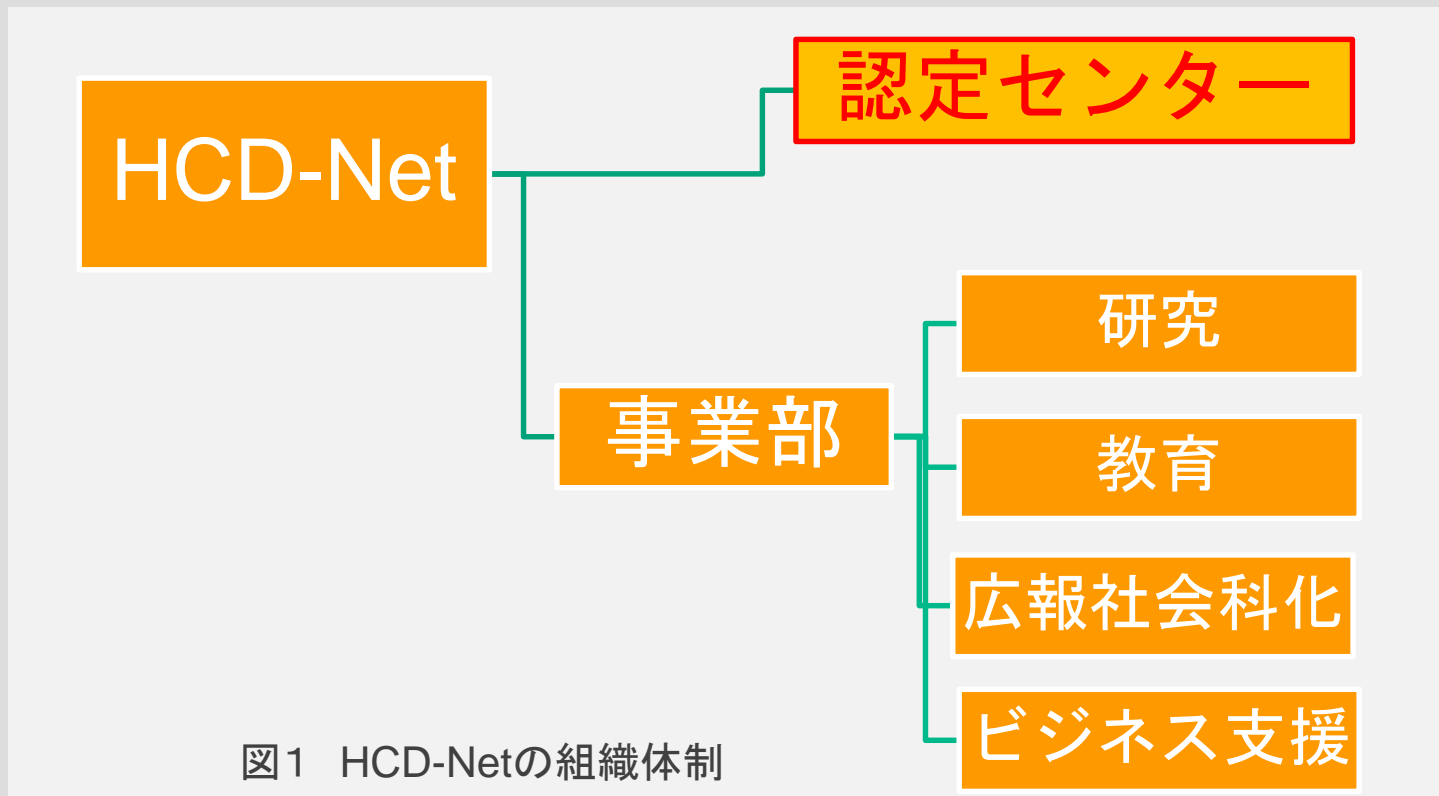 HCD-Net
認定センター
事業部
研究
教育
広報社会科化
ビジネス支援
図1 HCD-Netの組織体制